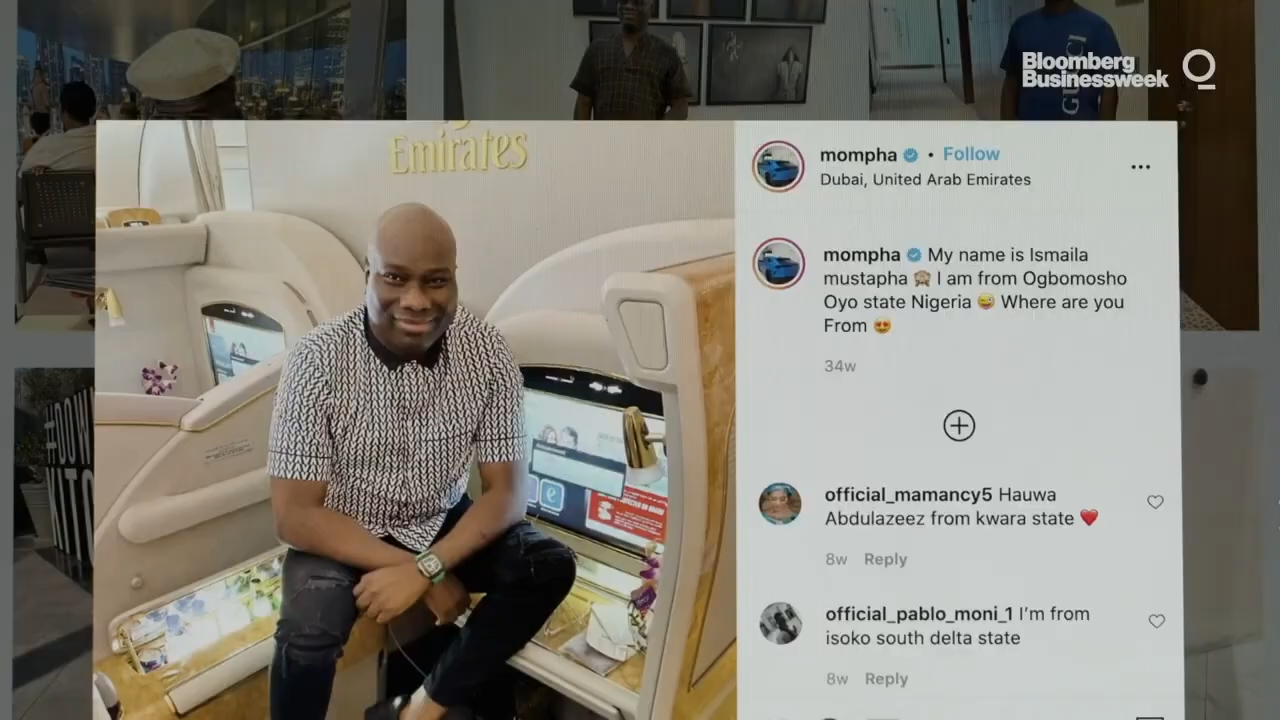 Bloomberg
Businessweek
GUCCI
Emirates
mompha • Follow
Dubai, United Arab Emirates
mompha My name is Ismaila
mustapha 🙈 I am from Ogbomosho
Oyo state Nigeria 😜 Where are you
From 😍
34w
official_mamancy5 Hauwa
Abdulazeez from kwara state ❤️
8w Reply
official_pablo_moni_1 I'm from
isoko south delta state
8w Reply